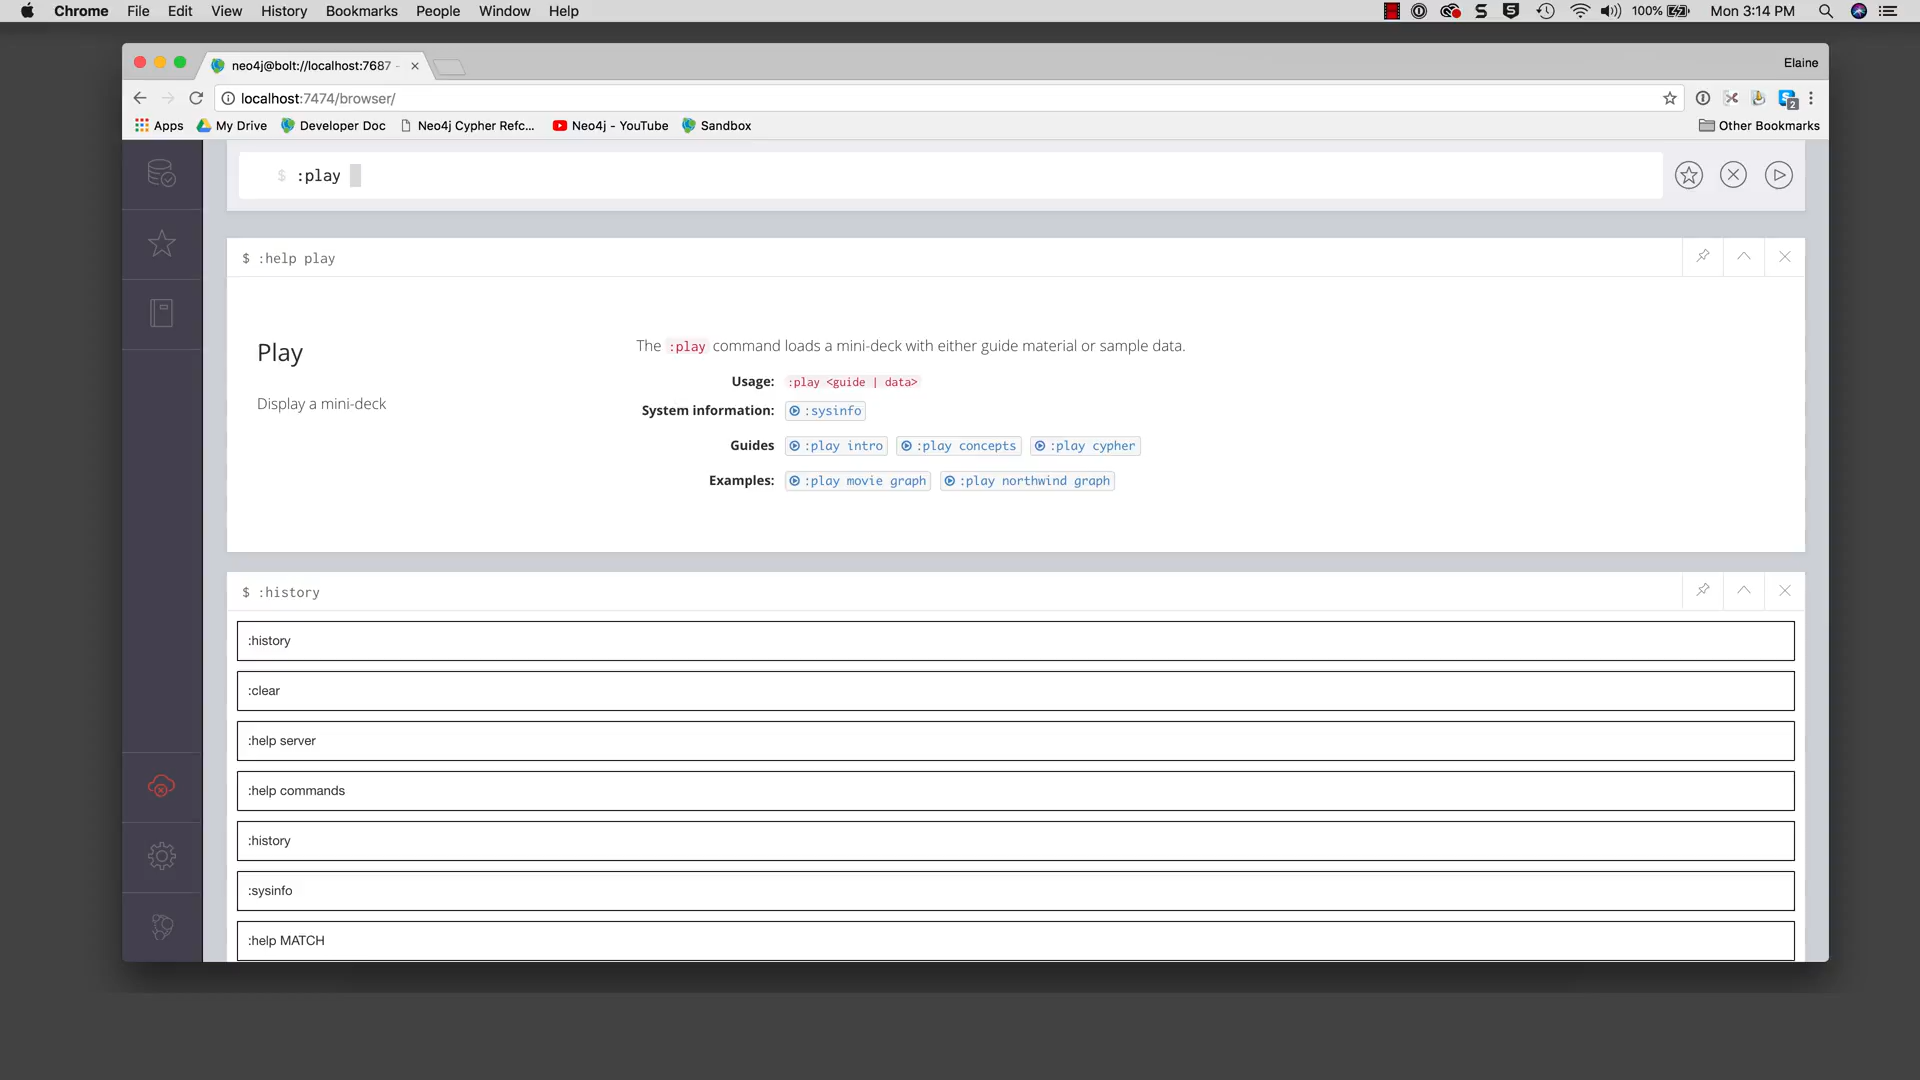 Chrome File Edit View History Bookmarks People Window Help 100% Mon 3:14 PM
neo4j@bolt://localhost:7687 - Elaine
localhost:7474/browser/ 2
Apps My Drive Developer Doc Neo4j Cypher Refc... Neo4j - YouTube Sandbox Other Bookmarks
$ :play
$ :help play
Play
Display a mini-deck
The :play command loads a mini-deck with either guide material or sample data.
Usage: :play <guide | data>
System information: :sysinfo
Guides :play intro :play concepts :play cypher
Examples: :play movie graph :play northwind graph
$ :history
:history
:clear
:help server
:help commands
:history
:sysinfo
:help MATCH